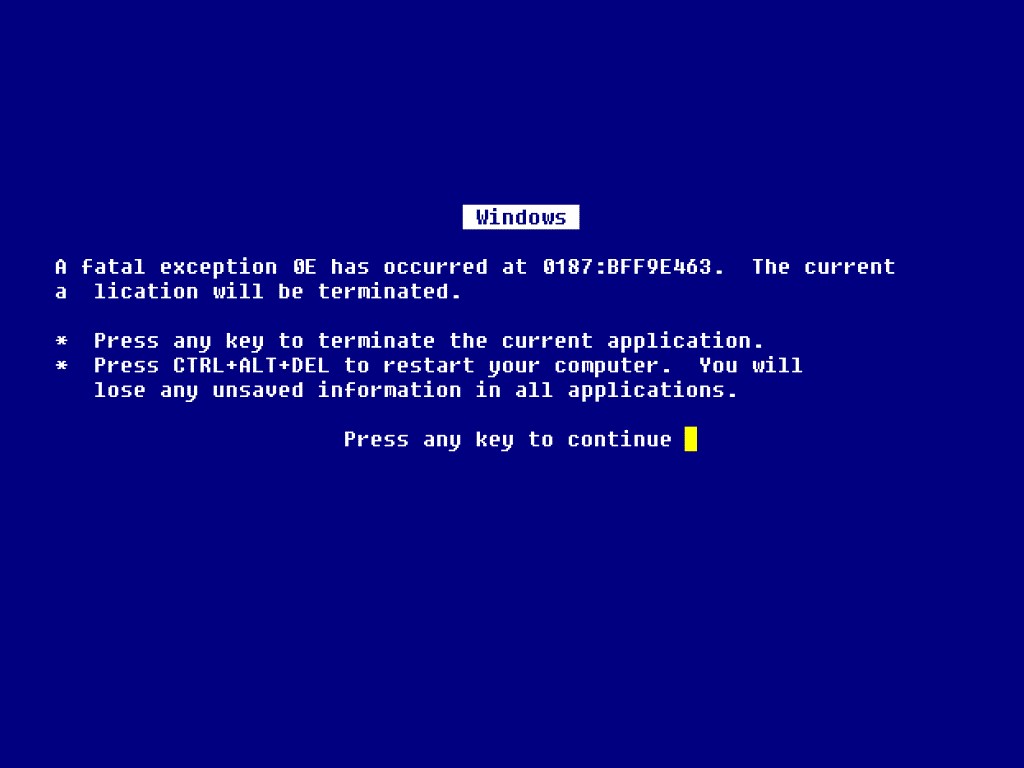 Windows
A fatal exception 0E has occurred at 0187:BFF9E463. The current
a lication will be terminated.
* Press any key to terminate the current application.
* Press CTRL+ALT+DEL to restart your computer. You will
lose any unsaved information in all applications.
Press any key to continue